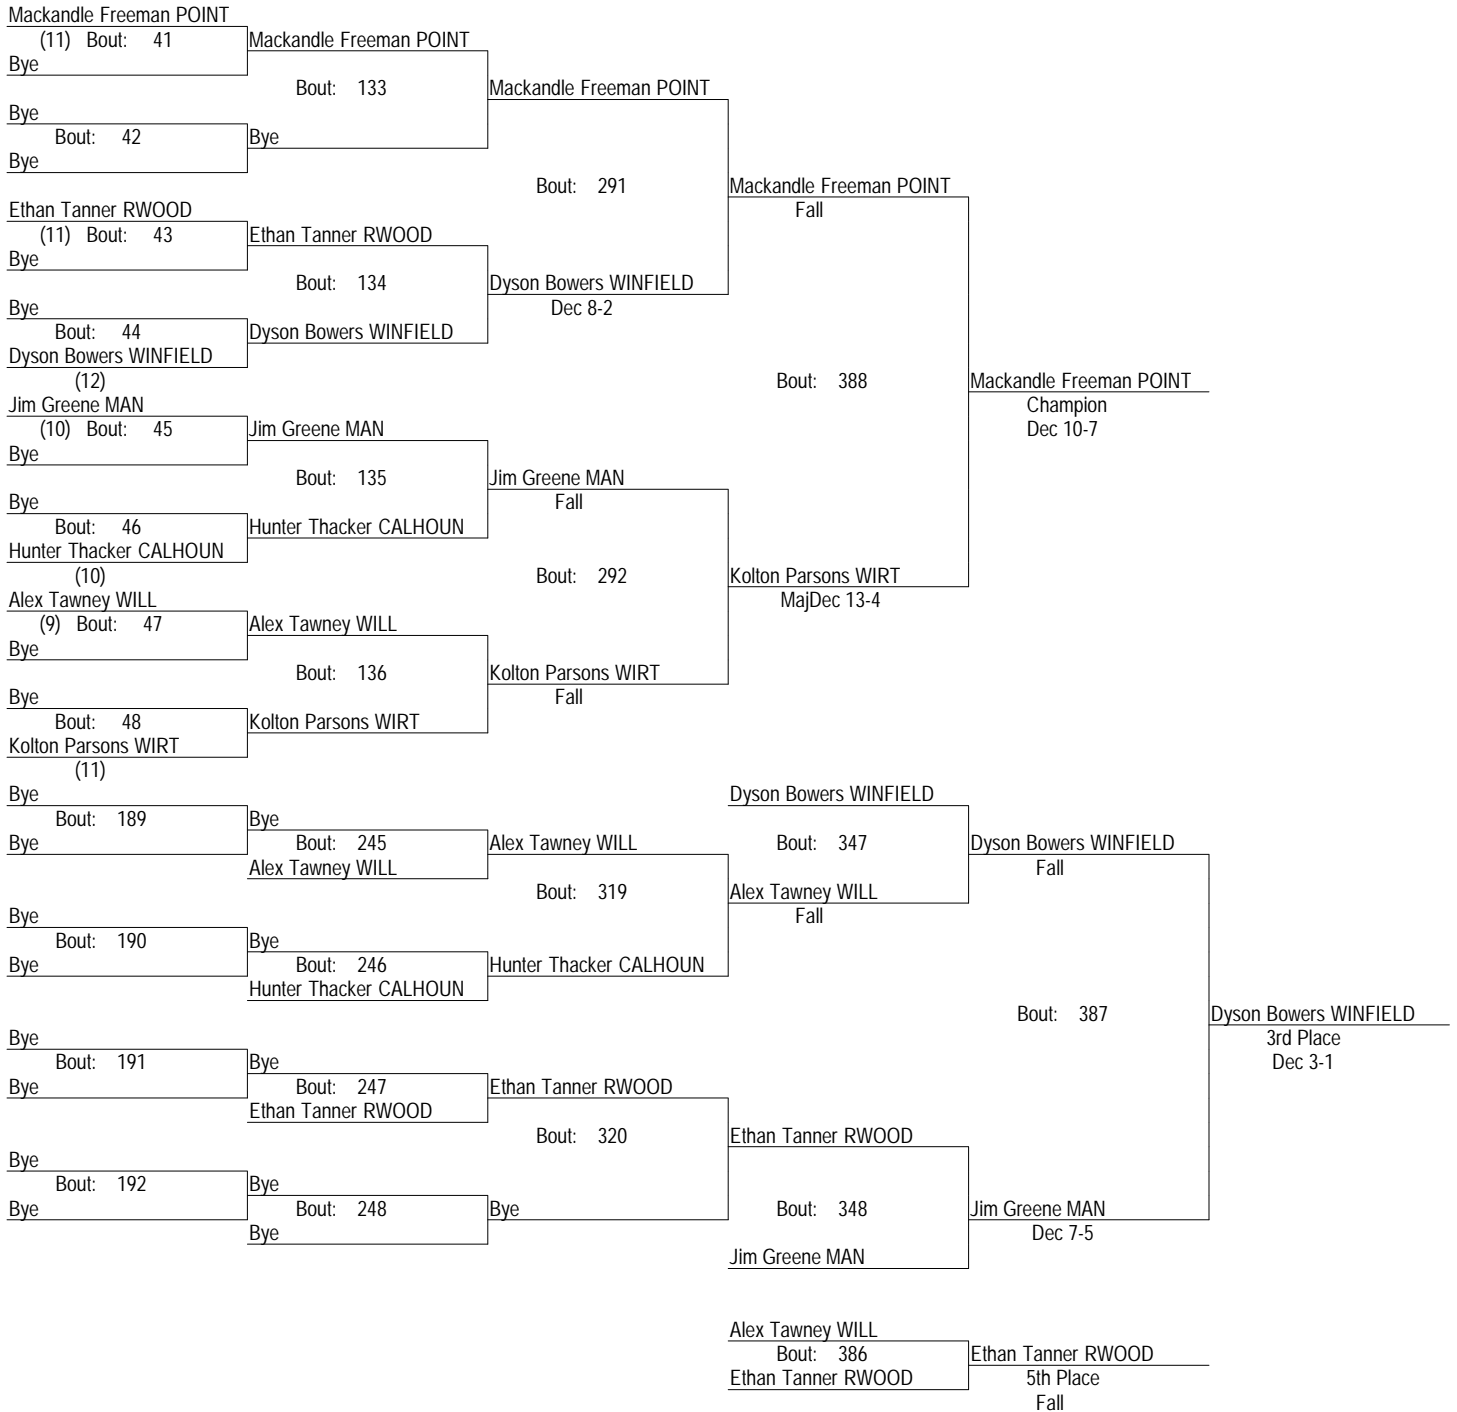 Mackandle Freeman POINT
(11) Bout: 41 Mackandle Freeman POINT
Bye
Bout: 133 Mackandle Freeman POINT
Bye
Bout: 42 Bye
Bye
Bout: 291 Mackandle Freeman POINT
Ethan Tanner RWOOD Fall
(11) Bout: 43 Ethan Tanner RWOOD
Bye
Bout: 134 Dyson Bowers WINFIELD
Bye Dec 8-2
Bout: 44 Dyson Bowers WINFIELD
Dyson Bowers WINFIELD
(12) Bout: 388 Mackandle Freeman POINT
Jim Greene MAN Champion
(10) Bout: 45 Jim Greene MAN Dec 10-7
Bye
Bout: 135 Jim Greene MAN
Bye Fall
Bout: 46 Hunter Thacker CALHOUN
Hunter Thacker CALHOUN
(10) Bout: 292 Kolton Parsons WIRT
Alex Tawney WILL MajDec 13-4
(9) Bout: 47 Alex Tawney WILL
Bye
Bout: 136 Kolton Parsons WIRT
Bye Fall
Bout: 48 Kolton Parsons WIRT
Kolton Parsons WIRT
(11)
Bye Dyson Bowers WINFIELD
Bout: 189 Bye
Bye Bout: 245 Alex Tawney WILL Bout: 347 Dyson Bowers WINFIELD
Alex Tawney WILL Fall
Bout: 319 Alex Tawney WILL
Bye Fall
Bout: 190 Bye
Bye Bout: 246 Hunter Thacker CALHOUN
Hunter Thacker CALHOUN
Bout: 387 Dyson Bowers WINFIELD
Bye 3rd Place
Bout: 191 Bye Dec 3-1
Bye Bout: 247 Ethan Tanner RWOOD
Ethan Tanner RWOOD
Bout: 320 Ethan Tanner RWOOD
Bye
Bout: 192 Bye
Bye Bout: 248 Bye Bout: 348 Jim Greene MAN
Bye Dec 7-5
Jim Greene MAN
Alex Tawney WILL
Bout: 386 Ethan Tanner RWOOD
Ethan Tanner RWOOD 5th Place
Fall